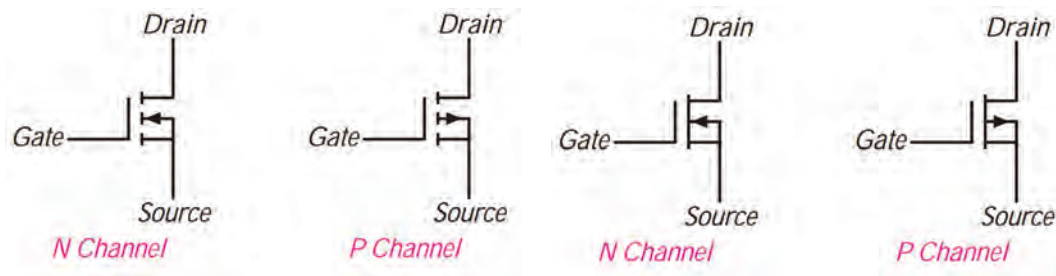 Drain
Gate
Source
N Channel
Drain
Gate
Source
P Channel
Drain
Gate
Source
N Channel
Drain
Gate
Source
P Channel